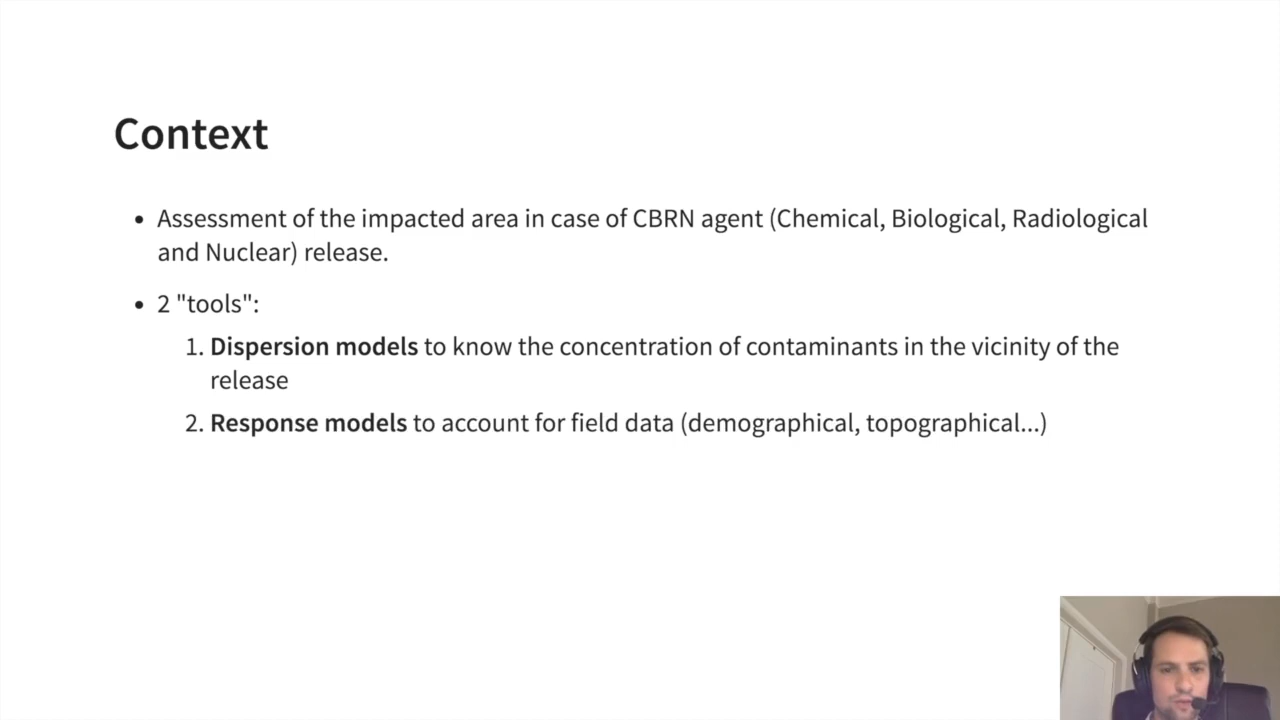 Context
• Assessment of the impacted area in case of CBRN agent (Chemical, Biological, Radiological
and Nuclear) release.
• 2 "tools":
1. Dispersion models to know the concentration of contaminants in the vicinity of the
release
2. Response models to account for field data (demographical, topographical...)